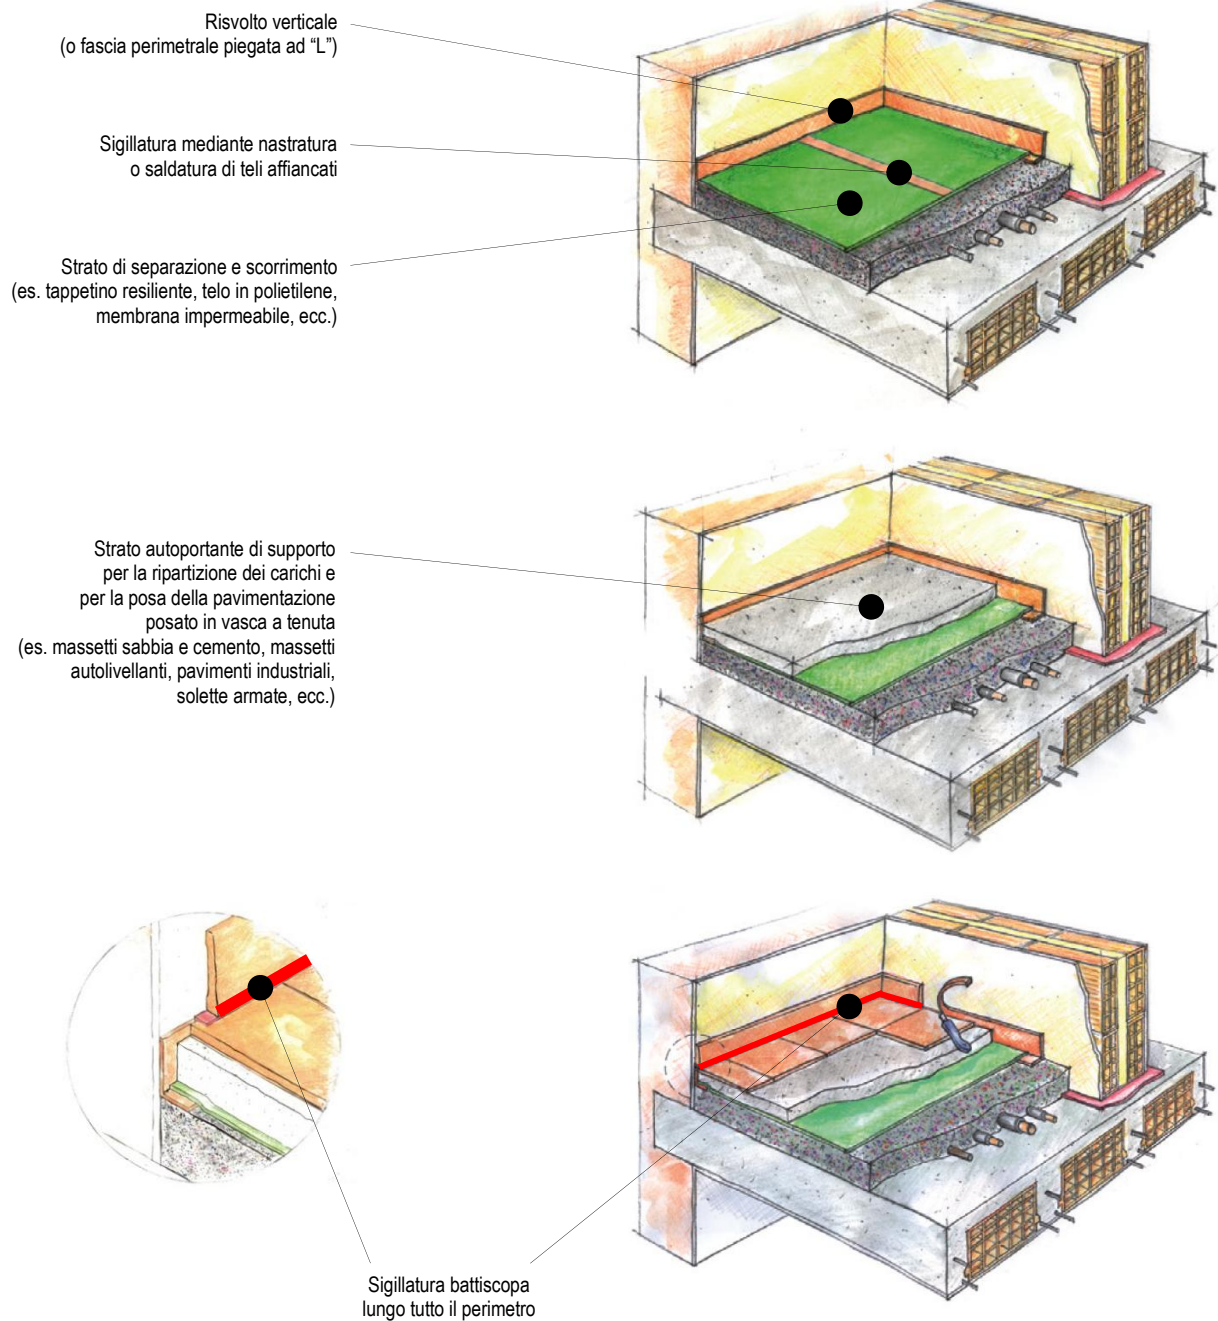 Risvolto verticale
(o fascia perimetrale piegata ad “L”)
Sigillatura mediante nastratura
o saldatura di teli affiancati
Strato di separazione e scorrimento
(es. tappetino resiliente, telo in polietilene,
membrana impermeabile, ecc.)
Strato autoportante di supporto
per la ripartizione dei carichi e
per la posa della pavimentazione
posato in vasca a tenuta
(es. massetti sabbia e cemento, massetti
autolivellanti, pavimenti industriali,
solette armate, ecc.)
Sigillatura battiscopa
lungo tutto il perimetro